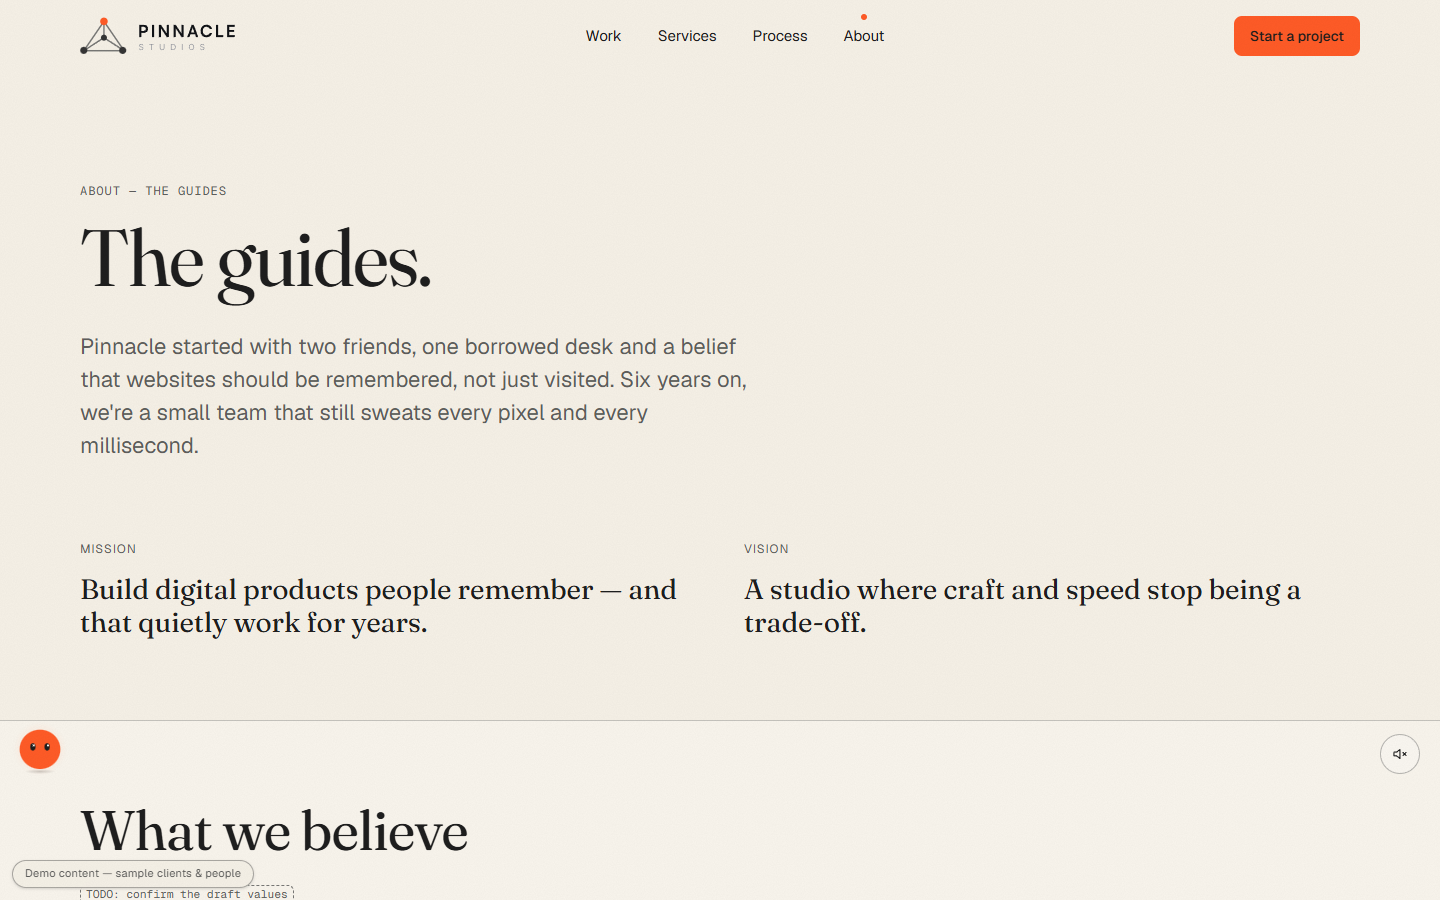 PINNACLE
STUDIOS
Work
Services
Process
About
Start a project
ABOUT — THE GUIDES
The guides.
Pinnacle started with two friends, one borrowed desk and a belief
that websites should be remembered, not just visited. Six years on,
we're a small team that still sweats every pixel and every
millisecond.
MISSION
Build digital products people remember — and
that quietly work for years.
VISION
A studio where craft and speed stop being a
trade-off.
What we believe
Demo content — sample clients & people
TODO: confirm the draft values